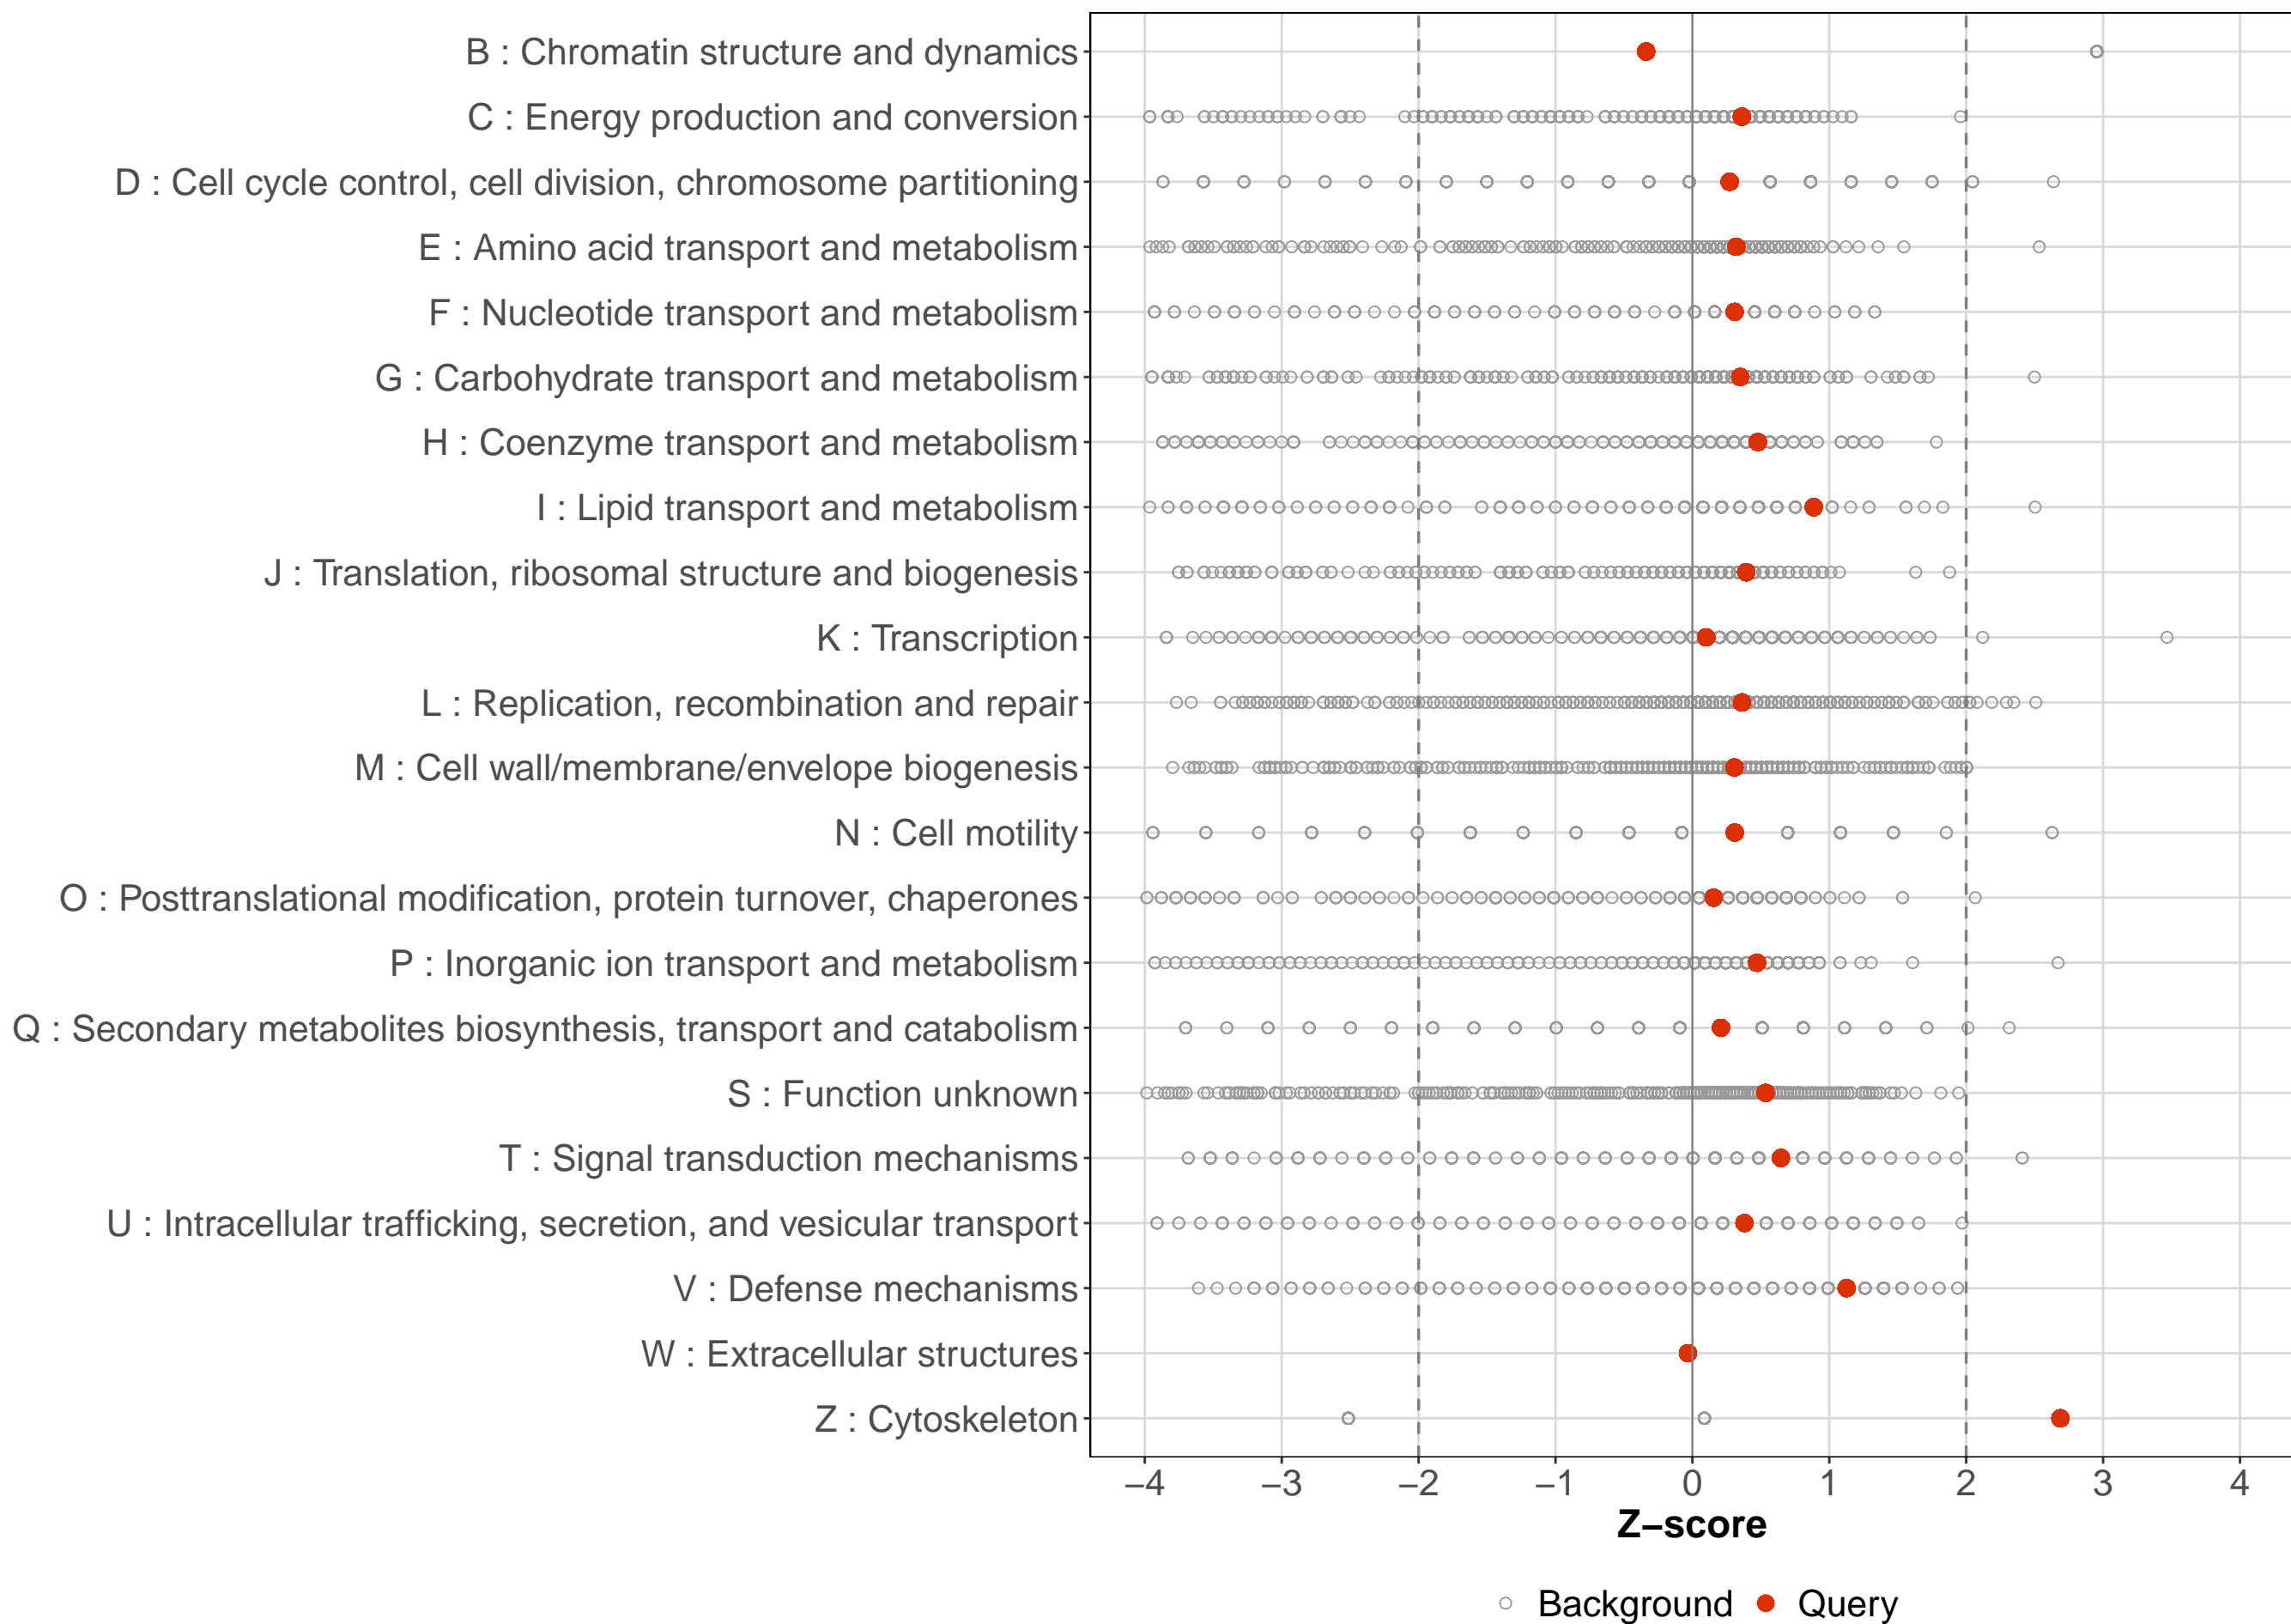 B : Chromatin structure and dynamics
C : Energy production and conversion
D : Cell cycle control, cell division, chromosome partitioning
E : Amino acid transport and metabolism
F : Nucleotide transport and metabolism
G : Carbohydrate transport and metabolism
H : Coenzyme transport and metabolism
I : Lipid transport and metabolism
J : Translation, ribosomal structure and biogenesis
K : Transcription
L : Replication, recombination and repair
M : Cell wall/membrane/envelope biogenesis
N : Cell motility
O : Posttranslational modification, protein turnover, chaperones
P : Inorganic ion transport and metabolism
Q : Secondary metabolites biosynthesis, transport and catabolism
S : Function unknown
T : Signal transduction mechanisms
U : Intracellular trafficking, secretion, and vesicular transport
V : Defense mechanisms
W : Extracellular structures
Z : Cytoskeleton
−4 −3 −2 −1 0 1 2 3 4
Z−score
Background Query